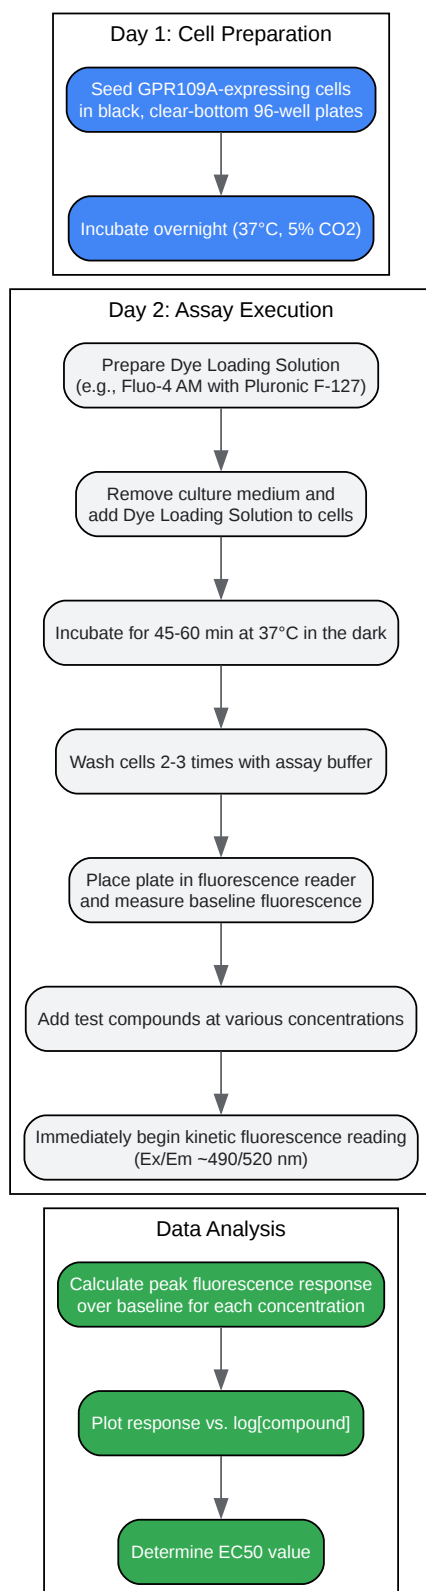 Day 1: Cell Preparation
Seed GPR109A-expressing cells
in black, clear-bottom 96-well plates
Incubate overnight (37°C, 5% CO2)
Day 2: Assay Execution
Prepare Dye Loading Solution
(e.g., Fluo-4 AM with Pluronic F-127)
Remove culture medium and
add Dye Loading Solution to cells
Incubate for 45-60 min at 37°C in the dark
Wash cells 2-3 times with assay buffer
Place plate in fluorescence reader
and measure baseline fluorescence
Add test compounds at various concentrations
Immediately begin kinetic fluorescence reading
(Ex/Em ~490/520 nm)
Data Analysis
Calculate peak fluorescence response
over baseline for each concentration
Plot response vs. log[compound]
Determine EC50 value